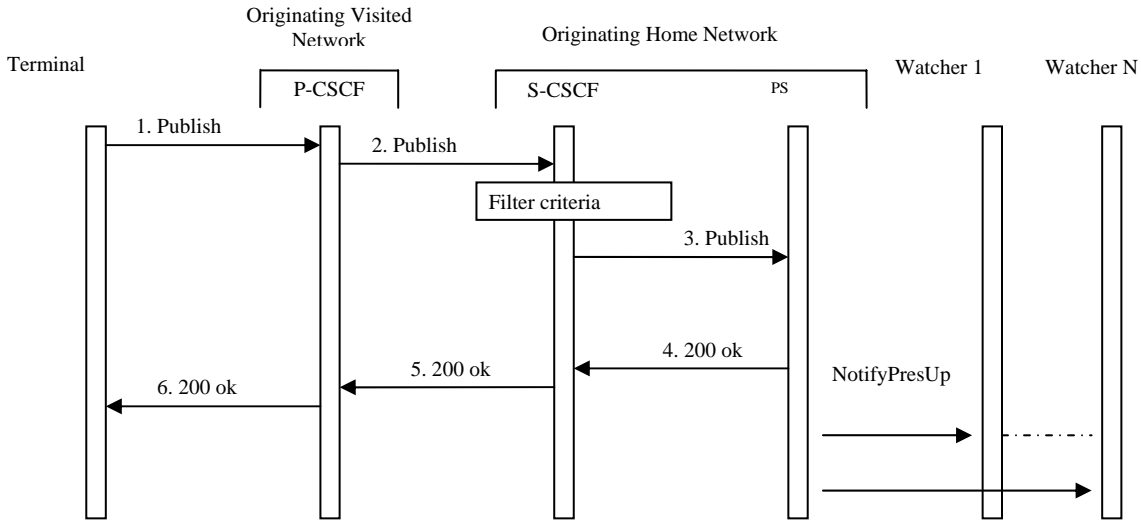 Originating Visited
Network
Originating Home Network
Terminal
Watcher 1
Watcher N
P-CSCF
S-CSCF
PS
1. Publish
2. Publish
Filter criteria
3. Publish
4. 200 ok
5. 200 ok
6. 200 ok
NotifyPresUp